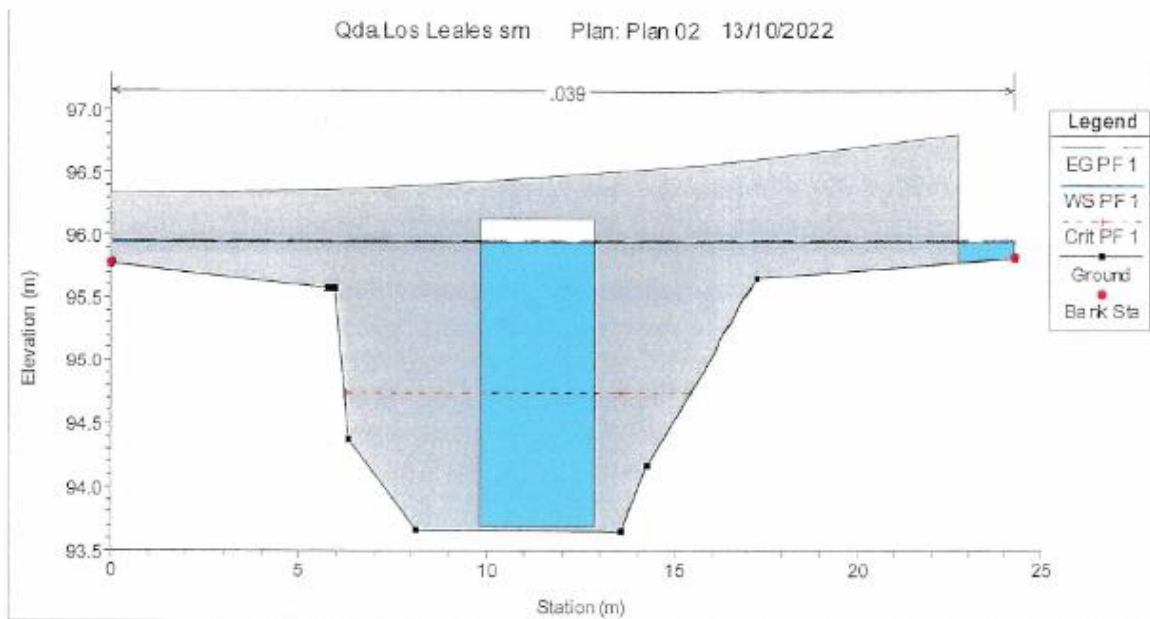 Qda.Los Leales sm Plan: Plan 02 13/10/2022
.039
97.0
96.5
96.0
95.5
95.0
94.5
94.0
93.5
Elevation (m)
0 5 10 15 20 25
Station (m)
Legend
EG PF 1
WS PF 1
Crit PF 1
Ground
Bank Sta